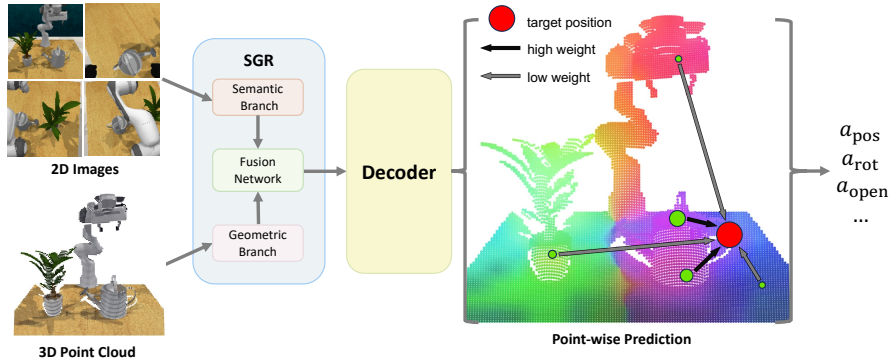 2D Images
3D Point Cloud
SGR
Semantic
Branch
Fusion
Network
Geometric
Branch
Decoder
target position
high weight
low weight
Point-wise Prediction
a_pos
a_rot
a_open
...